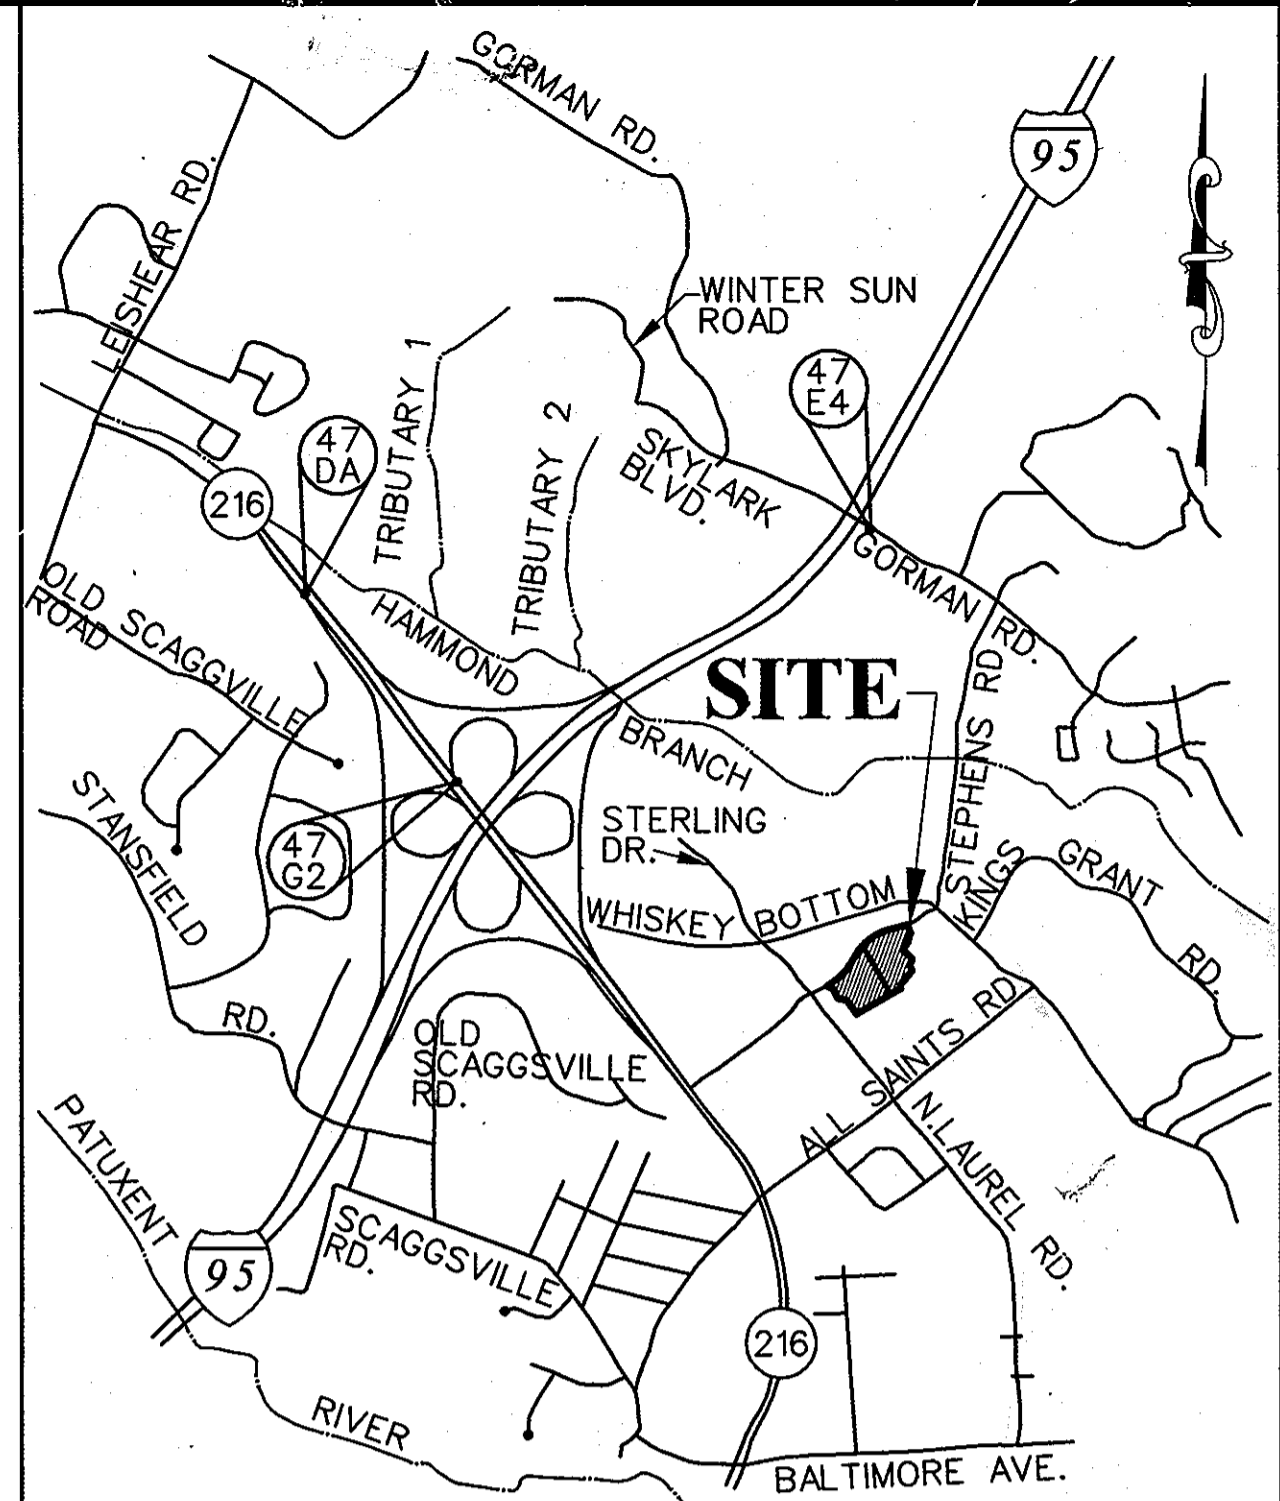 GORMAN RD.
95
LEISHEAR RD.
WINTER SUN
ROAD
47
E4
TRIBUTARY 1
TRIBUTARY 2
SKYLARK
BLVD.
47
DA
216
GORMAN RD.
OLD SCAGGVILLE
ROAD
HAMMOND
BRANCH
SITE
STEPHENS RD
STANSFIELD
RD.
47
G2
STERLING
DR.
WHISKEY BOTTOM
KINGS GRANT
RD.
OLD
SCAGGSVILLE
RD.
ALL SAINTS RD
N.LAUREL RD.
PATUXENT
RIVER
95
SCAGGSVILLE
RD.
216
BALTIMORE AVE.